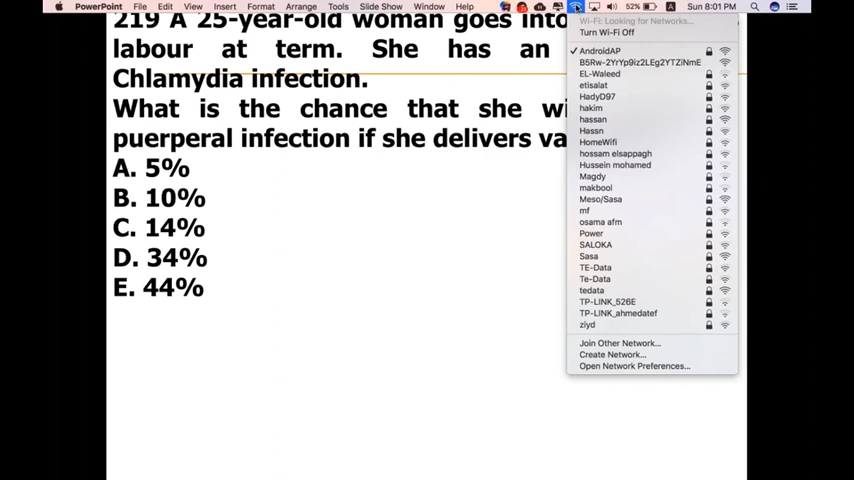 PowerPoint File Edit View Insert Format Arrange Tools Slide Show Window Help 52% A Sun 8:01 PM
219 A 25-year-old woman goes into
labour at term. She has an
Chlamydia infection.
What is the chance that she
puerperal infection if she delivers
A. 5%
B. 10%
C. 14%
D. 34%
E. 44%
Wi-Fi: Looking for Networks...
Turn Wi-Fi Off
AndroidAP
B5Rw-2YrYp9iz2LEg2YTZiNmE
EL-Waleed
etisalat
HadyD97
hakim
hassan
Hassn
HomeWifi
hossam elsappagh
Hussein mohamed
Magdy
makbool
Meso/Sasa
mf
osama afm
Power
SALOKA
Sasa
TE-Data
Te-Data
tedata
TP-LINK_526E
TP-LINK_ahmedatef
ziyd
Join Other Network...
Create Network...
Open Network Preferences...